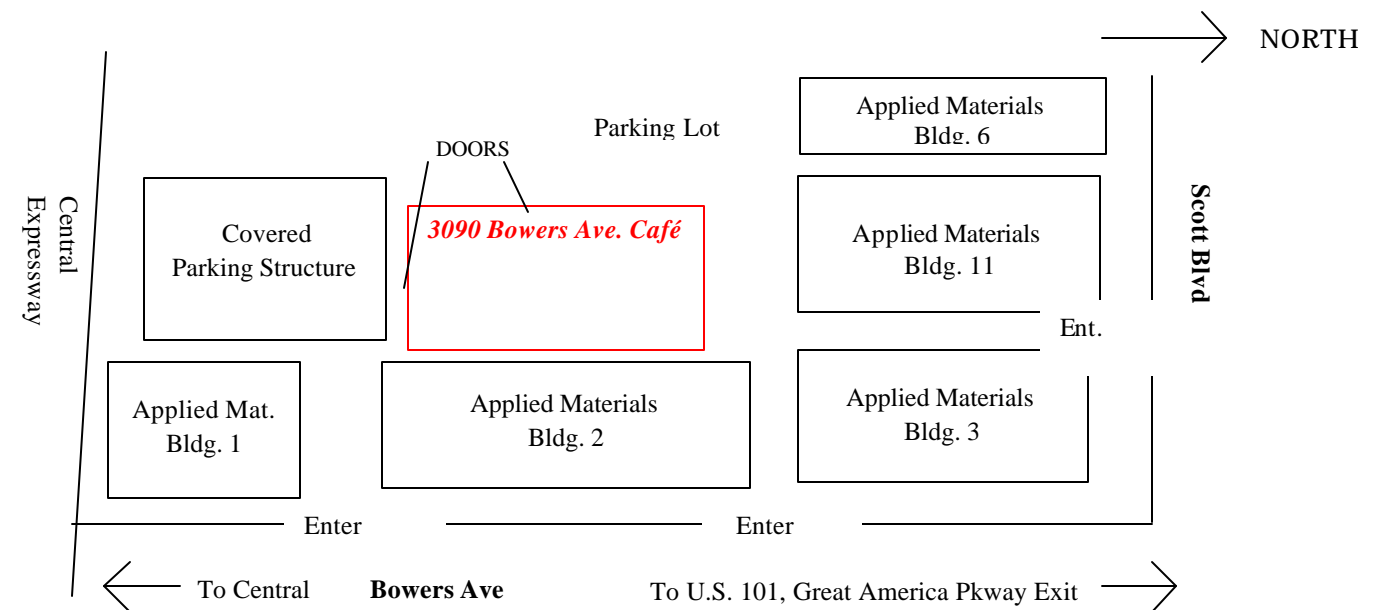 NORTH
Applied Materials
Bldg. 6
Parking Lot
DOORS
Central
Expressway
Covered
Parking Structure
3090 Bowers Ave. Café
Applied Materials
Bldg. 11
Scott Blvd
Ent.
Applied Mat.
Bldg. 1
Applied Materials
Bldg. 2
Applied Materials
Bldg. 3
Enter
Enter
To Central
Bowers Ave
To U.S. 101, Great America Pkway Exit